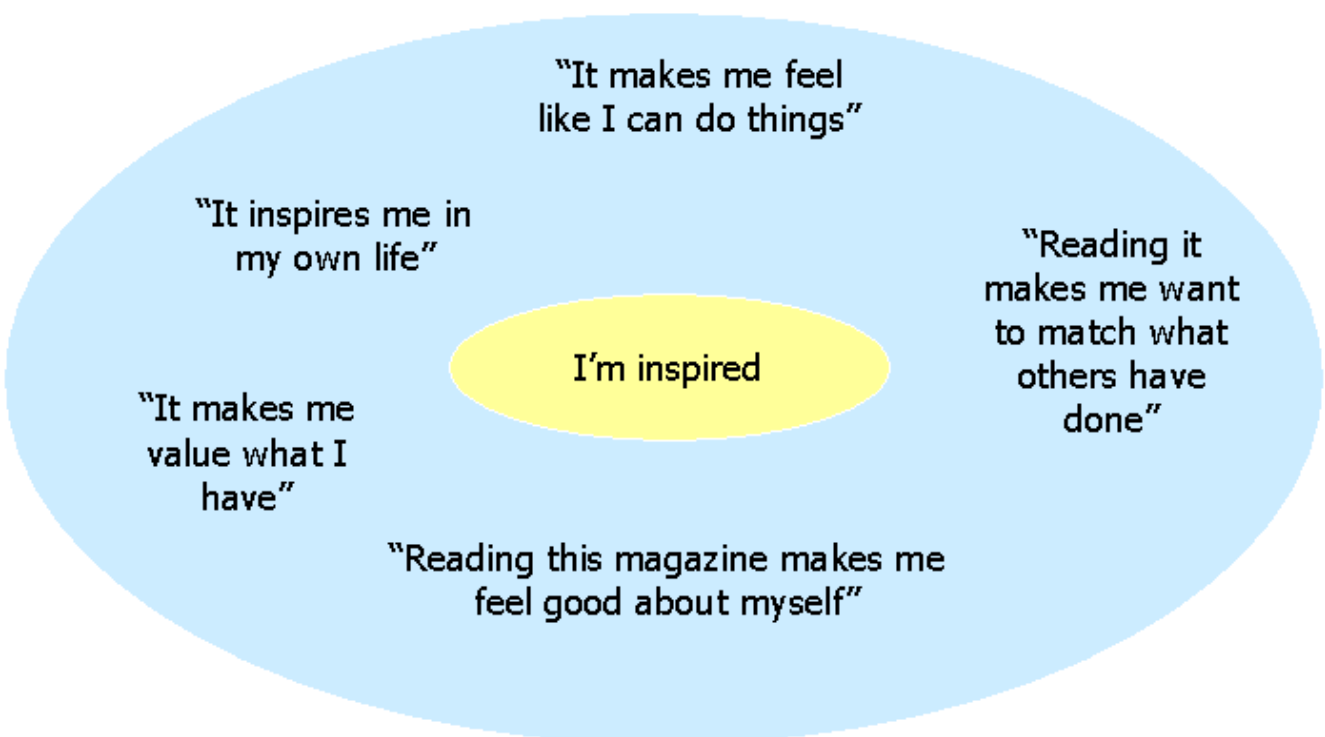 “It makes me feel
like I can do things”
“It inspires me in
my own life”
“Reading it
makes me want
to match what
others have
done”
I’m inspired
“It makes me
value what I
have”
“Reading this magazine makes me
feel good about myself”